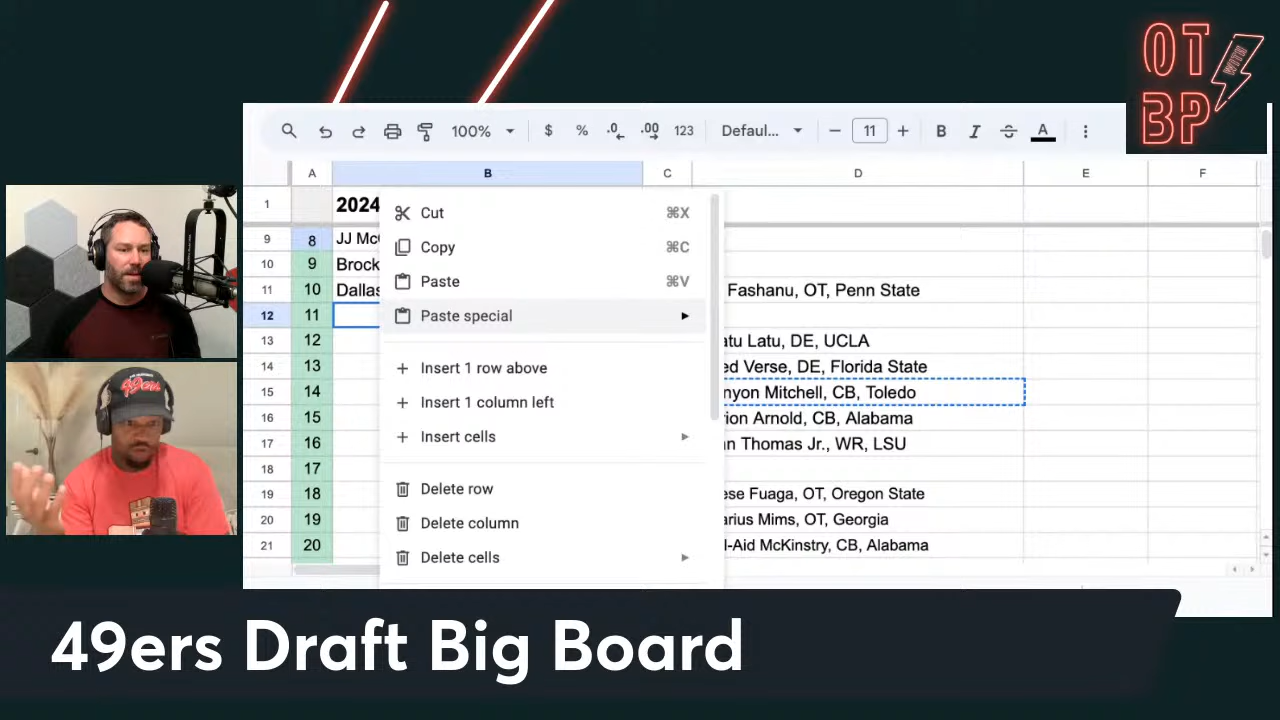 OT
WITH
BP
100%
$
%
.0
.00
123
Defaul...
11
B
I
A
A
B
C
D
E
F
1
2024
9
8
JJ Mc
10
9
Brock
11
10
Dallas
Fashanu, OT, Penn State
12
11
13
12
atu Latu, DE, UCLA
14
13
ed Verse, DE, Florida State
15
14
nyon Mitchell, CB, Toledo
16
15
ion Arnold, CB, Alabama
17
16
n Thomas Jr., WR, LSU
18
17
19
18
ese Fuaga, OT, Oregon State
20
19
arius Mims, OT, Georgia
21
20
l-Aid McKinstry, CB, Alabama
Cut
⌘X
Copy
⌘C
Paste
⌘V
Paste special
Insert 1 row above
Insert 1 column left
Insert cells
Delete row
Delete column
Delete cells
49ers
49ers Draft Big Board